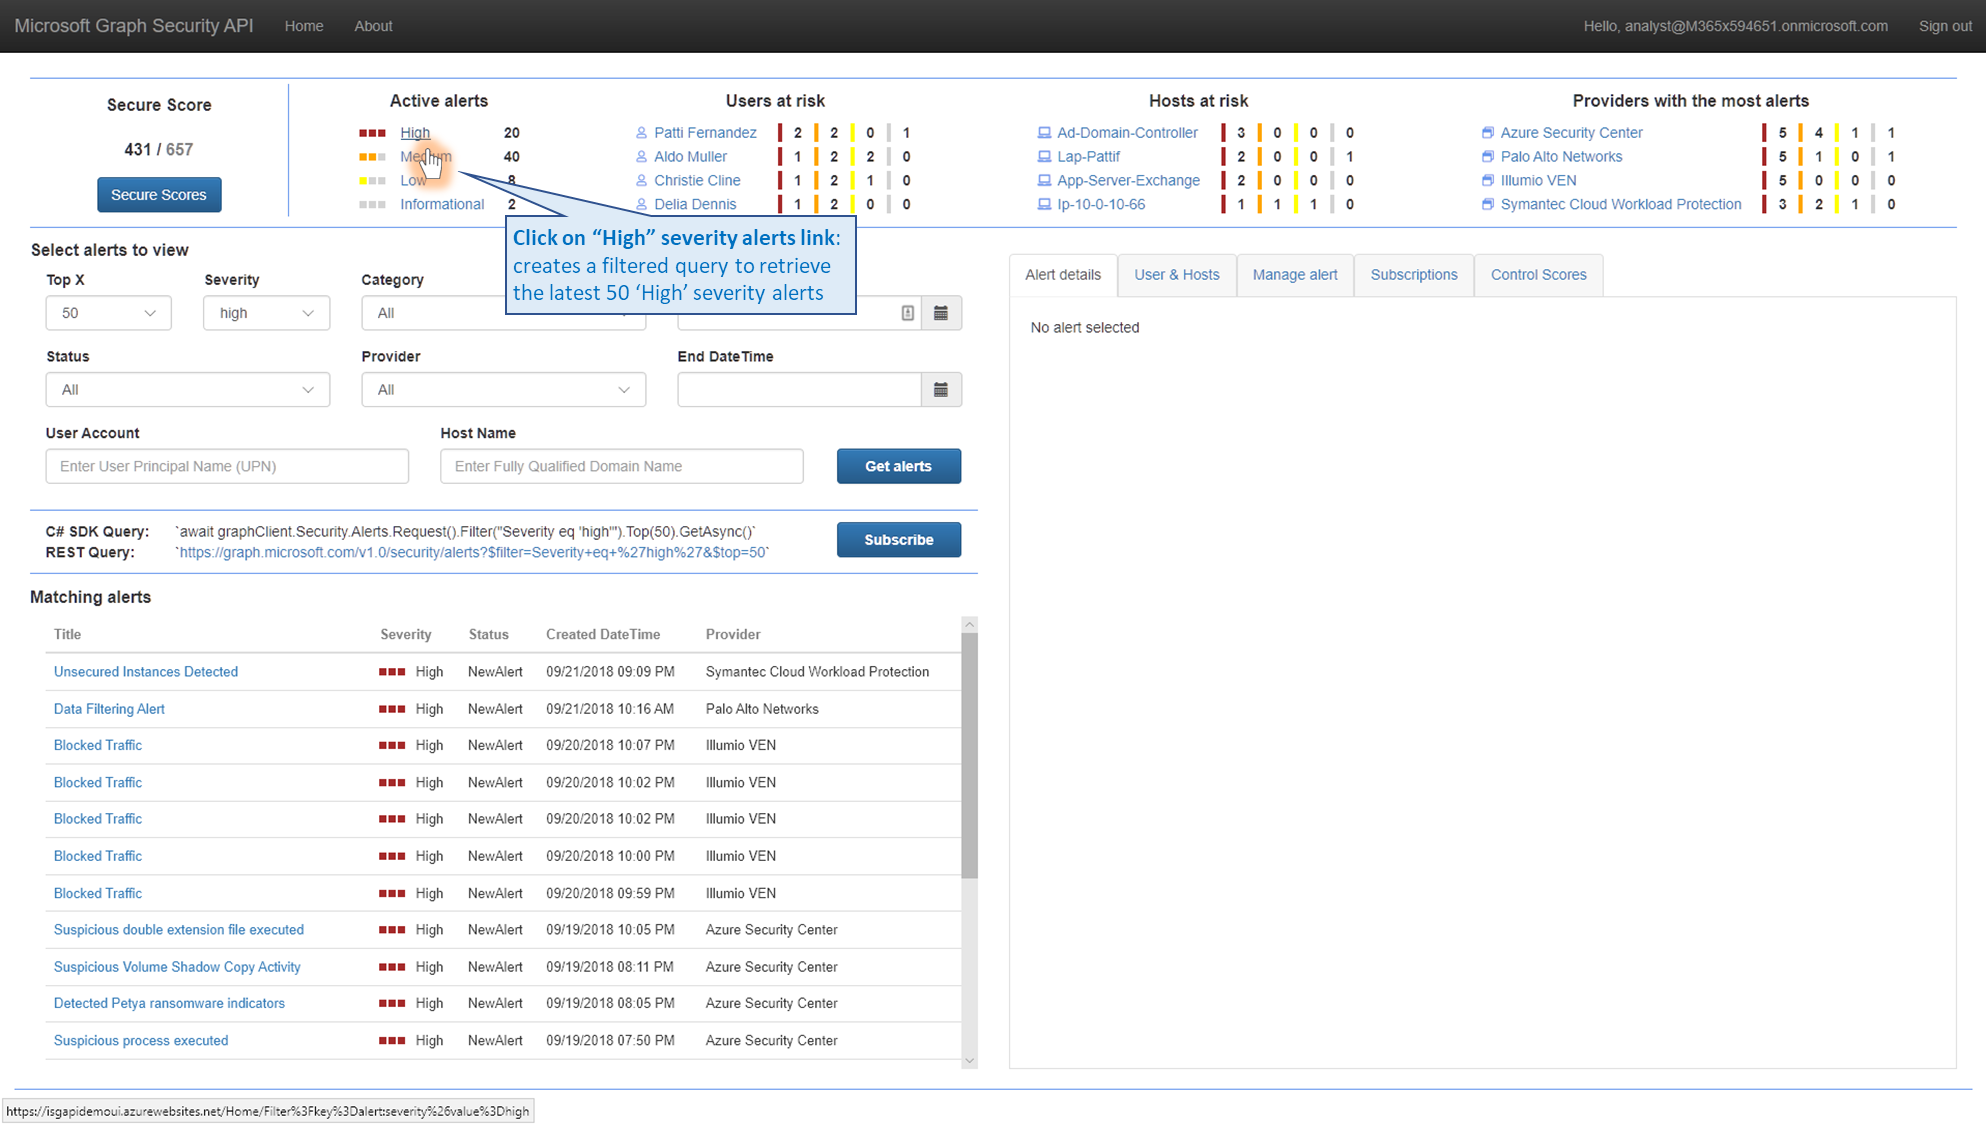 Microsoft Graph Security API Home About Hello, analyst@M365x594651.onmicrosoft.com Sign out
Secure Score
431 / 657
Secure Scores
Active alerts
High 20
Medium 40
Low 8
Informational 2
Users at risk
Patti Fernandez 2 2 0 1
Aldo Muller 1 2 2 0
Christie Cline 1 2 1 0
Delia Dennis 1 2 0 0
Hosts at risk
Ad-Domain-Controller 3 0 0 0
Lap-Pattif 2 0 0 1
App-Server-Exchange 2 0 0 0
Ip-10-0-10-66 1 1 1 0
Providers with the most alerts
Azure Security Center 5 4 1 1
Palo Alto Networks 5 1 0 1
Illumio VEN 5 0 0 0
Symantec Cloud Workload Protection 3 2 1 0
Click on “High” severity alerts link:
creates a filtered query to retrieve
the latest 50 ‘High’ severity alerts
Select alerts to view
Top X Severity Category
50 high All
Status Provider End DateTime
All All
User Account Host Name
Enter User Principal Name (UPN) Enter Fully Qualified Domain Name Get alerts
C# SDK Query: `await graphClient.Security.Alerts.Request().Filter("Severity eq 'high'").Top(50).GetAsync()`
REST Query: `https://graph.microsoft.com/v1.0/security/alerts?$filter=Severity+eq+%27high%27&$top=50`
Subscribe
Matching alerts
Title Severity Status Created DateTime Provider
Unsecured Instances Detected High NewAlert 09/21/2018 09:09 PM Symantec Cloud Workload Protection
Data Filtering Alert High NewAlert 09/21/2018 10:16 AM Palo Alto Networks
Blocked Traffic High NewAlert 09/20/2018 10:07 PM Illumio VEN
Blocked Traffic High NewAlert 09/20/2018 10:02 PM Illumio VEN
Blocked Traffic High NewAlert 09/20/2018 10:02 PM Illumio VEN
Blocked Traffic High NewAlert 09/20/2018 10:00 PM Illumio VEN
Blocked Traffic High NewAlert 09/20/2018 09:59 PM Illumio VEN
Suspicious double extension file executed High NewAlert 09/19/2018 10:05 PM Azure Security Center
Suspicious Volume Shadow Copy Activity High NewAlert 09/19/2018 08:11 PM Azure Security Center
Detected Petya ransomware indicators High NewAlert 09/19/2018 08:05 PM Azure Security Center
Suspicious process executed High NewAlert 09/19/2018 07:50 PM Azure Security Center
Alert details User & Hosts Manage alert Subscriptions Control Scores
No alert selected
https://isgapidemoui.azurewebsites.net/Home/Filter%3Fkey%3Dalert:severity%26value%3Dhigh